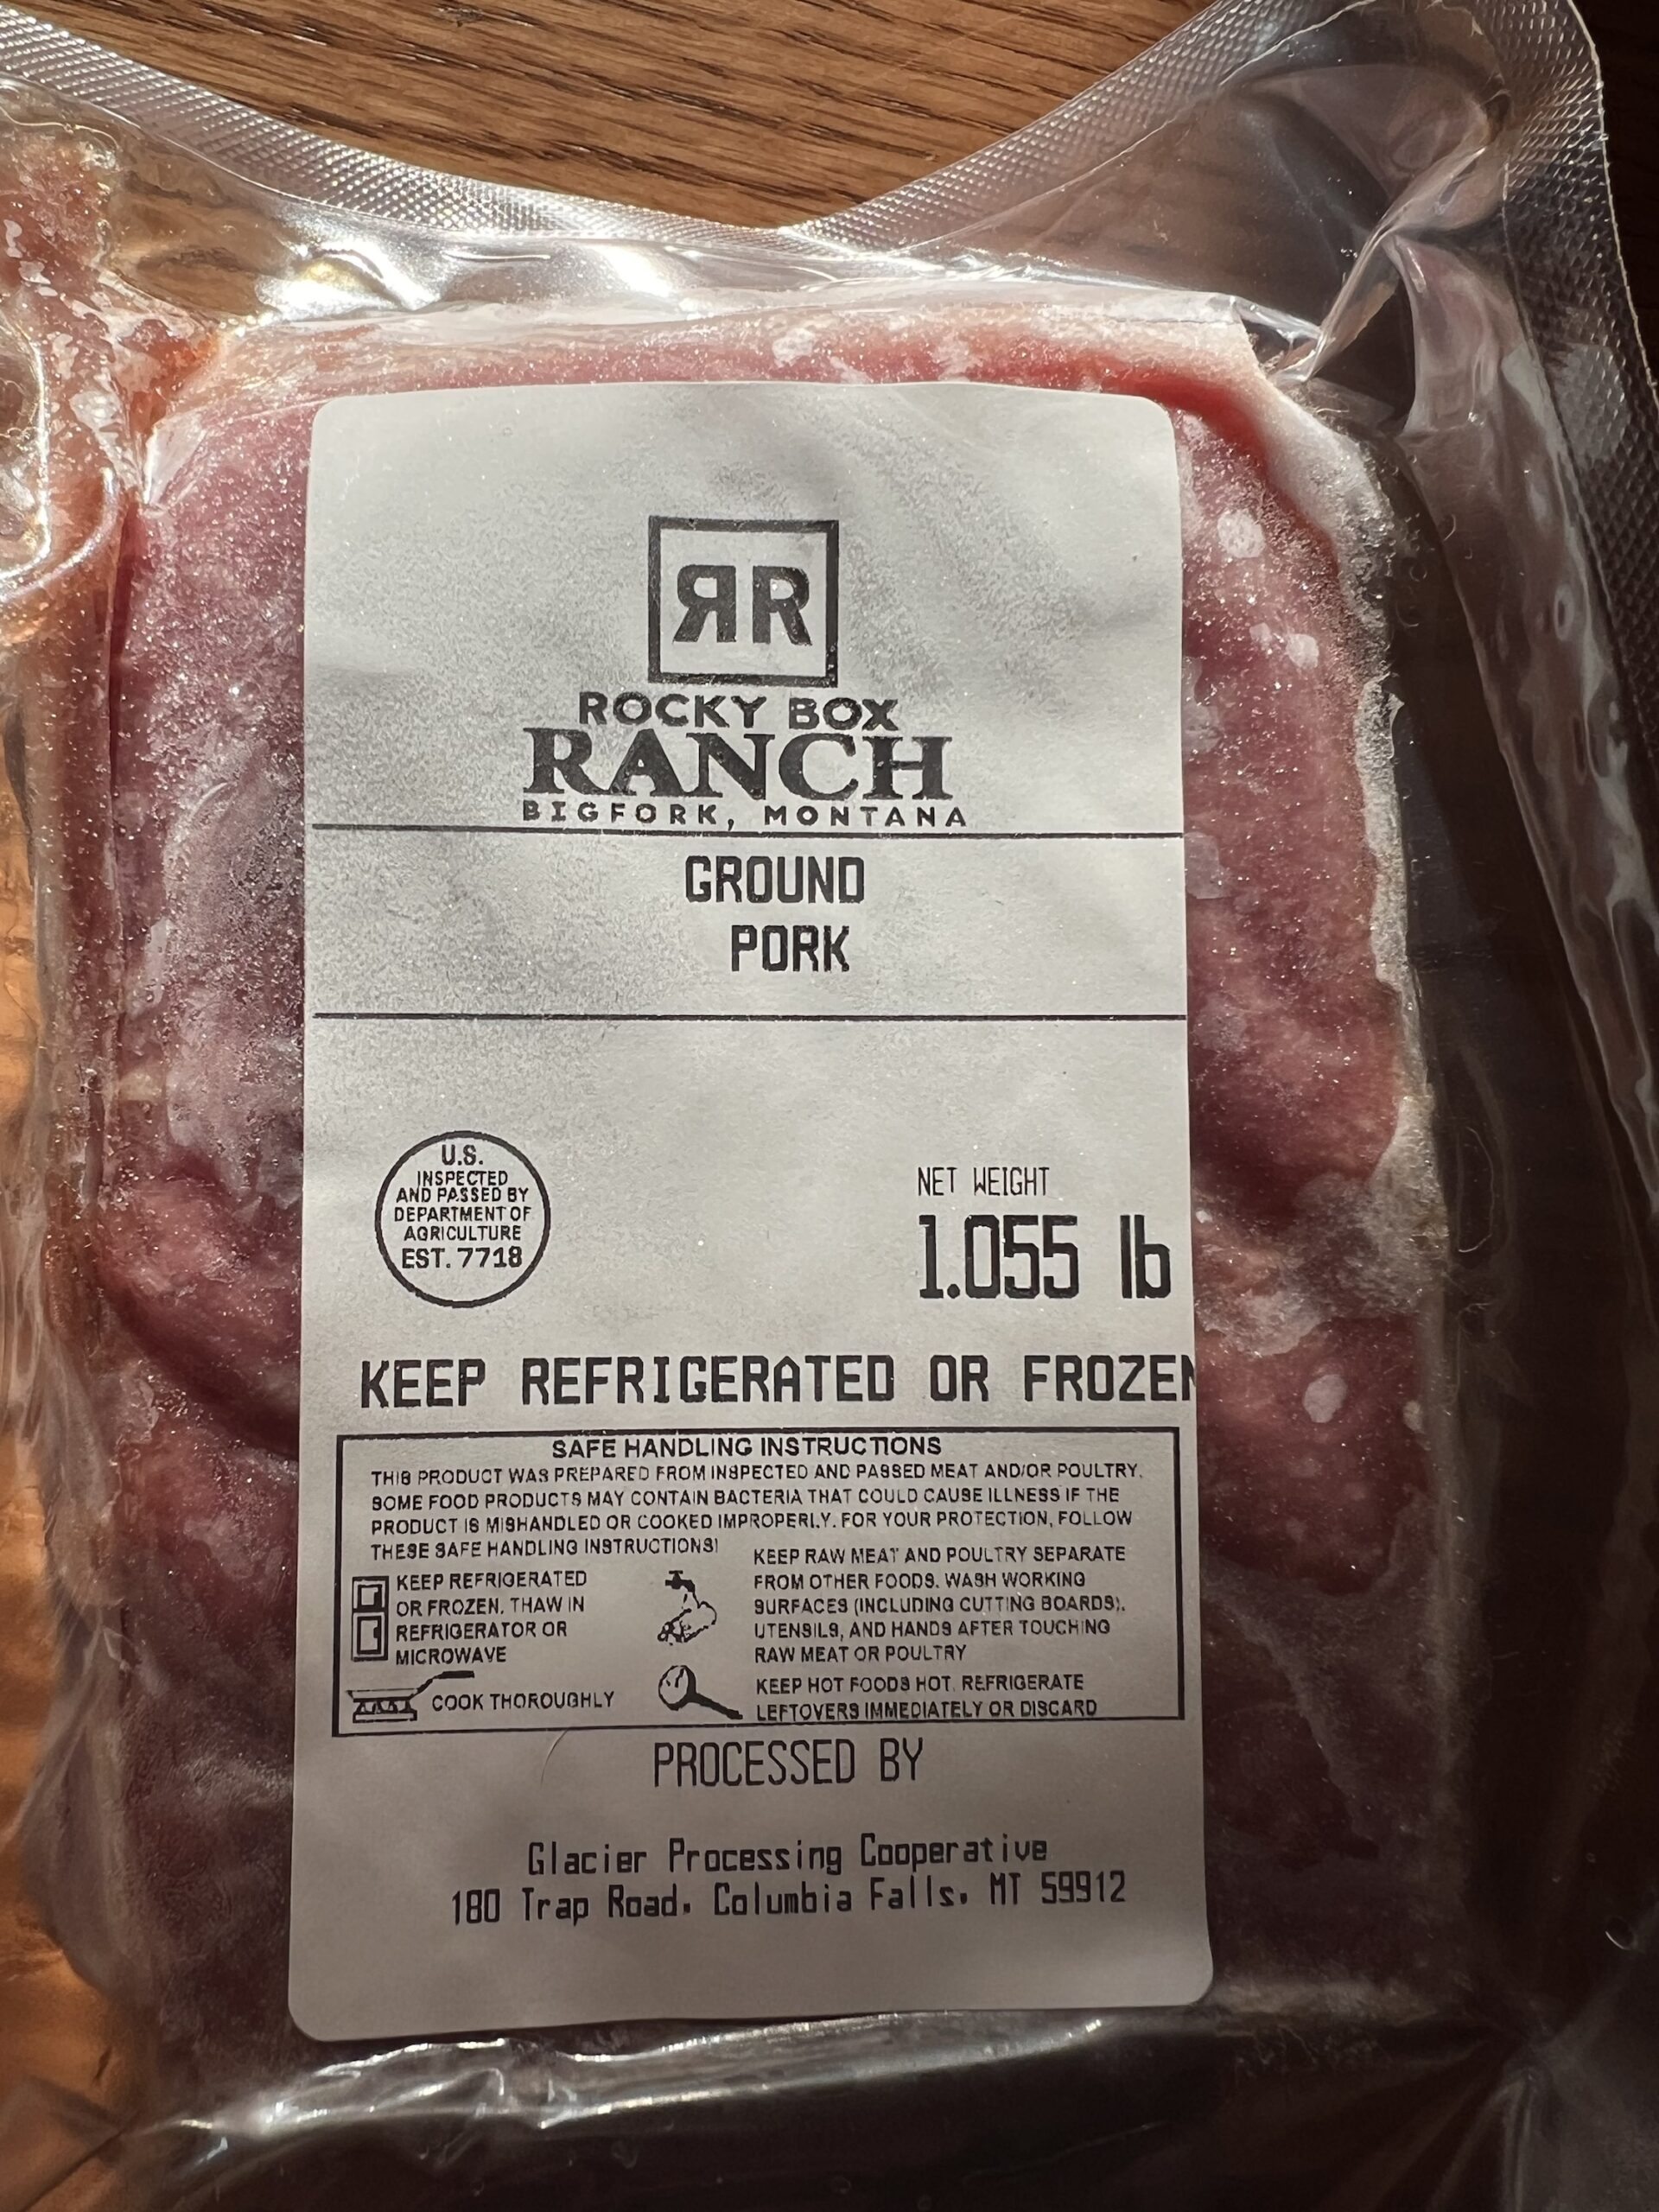 RR
ROCKY BOX
RANCH
BIGFORK, MONTANA
GROUND
PORK
U.S.
INSPECTED
AND PASSED BY
DEPARTMENT OF
AGRICULTURE
EST. 7718
NET WEIGHT
1.055 lb
KEEP REFRIGERATED OR FROZEN
SAFE HANDLING INSTRUCTIONS
THIS PRODUCT WAS PREPARED FROM INSPECTED AND PASSED MEAT AND/OR POULTRY.
SOME FOOD PRODUCTS MAY CONTAIN BACTERIA THAT COULD CAUSE ILLNESS IF THE
PRODUCT IS MISHANDLED OR COOKED IMPROPERLY. FOR YOUR PROTECTION, FOLLOW
THESE SAFE HANDLING INSTRUCTIONS!
KEEP REFRIGERATED
OR FROZEN. THAW IN
REFRIGERATOR OR
MICROWAVE
COOK THOROUGHLY
KEEP RAW MEAT AND POULTRY SEPARATE
FROM OTHER FOODS. WASH WORKING
SURFACES (INCLUDING CUTTING BOARDS),
UTENSILS, AND HANDS AFTER TOUCHING
RAW MEAT OR POULTRY
KEEP HOT FOODS HOT. REFRIGERATE
LEFTOVERS IMMEDIATELY OR DISCARD
PROCESSED BY
Glacier Processing Cooperative
180 Trap Road. Columbia Falls, MT 59912